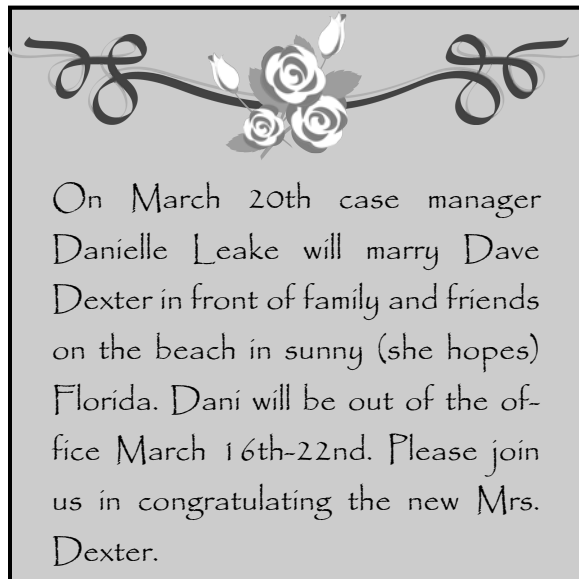 On March 20th case manager
Danielle Leake will marry Dave
Dexter in front of family and friends
on the beach in sunny (she hopes)
Florida. Dani will be out of the of-
fice March 16th-22nd. Please join
us in congratulating the new Mrs.
Dexter.